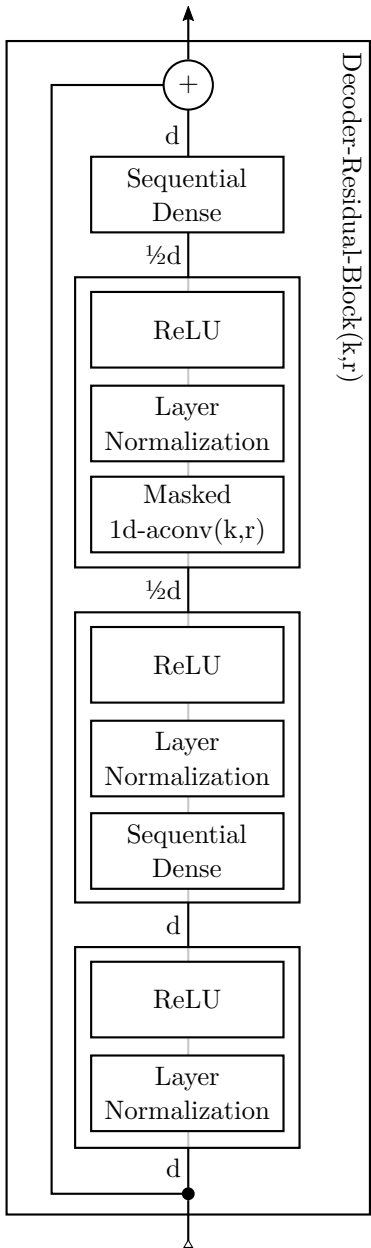 +
d
Sequential
Dense
½d
ReLU
Layer
Normalization
Masked
1d-aconv(k,r)
½d
ReLU
Layer
Normalization
Sequential
Dense
d
ReLU
Layer
Normalization
d
Decoder-Residual-Block(k,r)